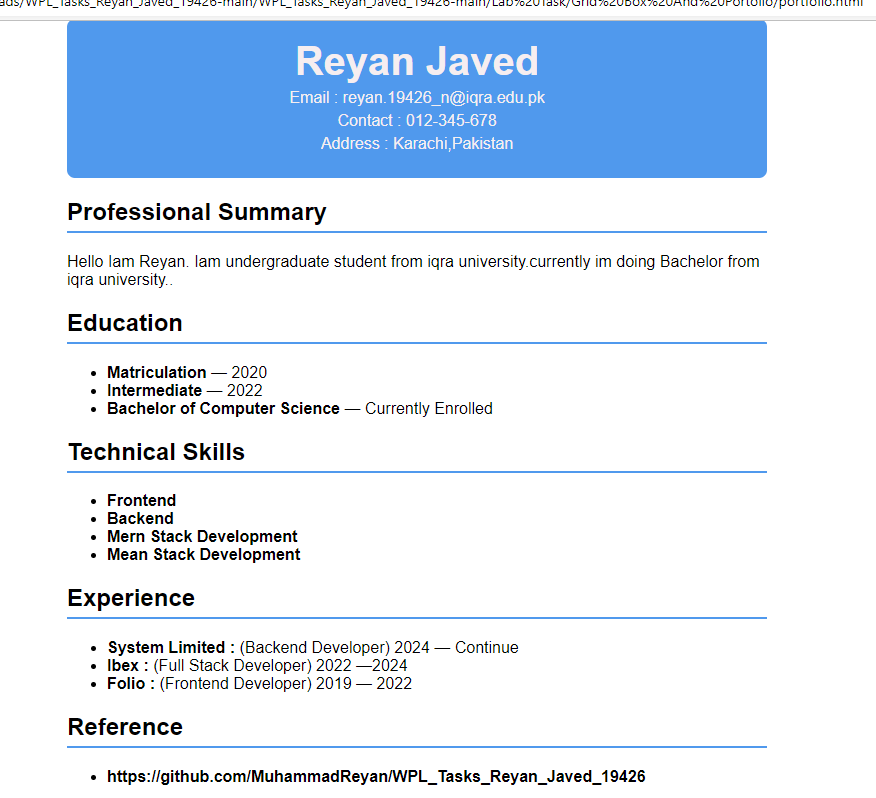 ads/WPL_Tasks_Reyan_Javed_19426-main/WPL_Tasks_Reyan_Javed_19426-main/Lab%20Task/Grid%20Box%20And%20Portolio/portfolio.html
Reyan Javed
Email : reyan.19426_n@iqra.edu.pk
Contact : 012-345-678
Address : Karachi,Pakistan
Professional Summary
Hello Iam Reyan. Iam undergraduate student from iqra university.currently im doing Bachelor from
iqra university..
Education
• Matriculation — 2020
• Intermediate — 2022
• Bachelor of Computer Science — Currently Enrolled
Technical Skills
• Frontend
• Backend
• Mern Stack Development
• Mean Stack Development
Experience
• System Limited : (Backend Developer) 2024 — Continue
• Ibex : (Full Stack Developer) 2022 —2024
• Folio : (Frontend Developer) 2019 — 2022
Reference
• https://github.com/MuhammadReyan/WPL_Tasks_Reyan_Javed_19426